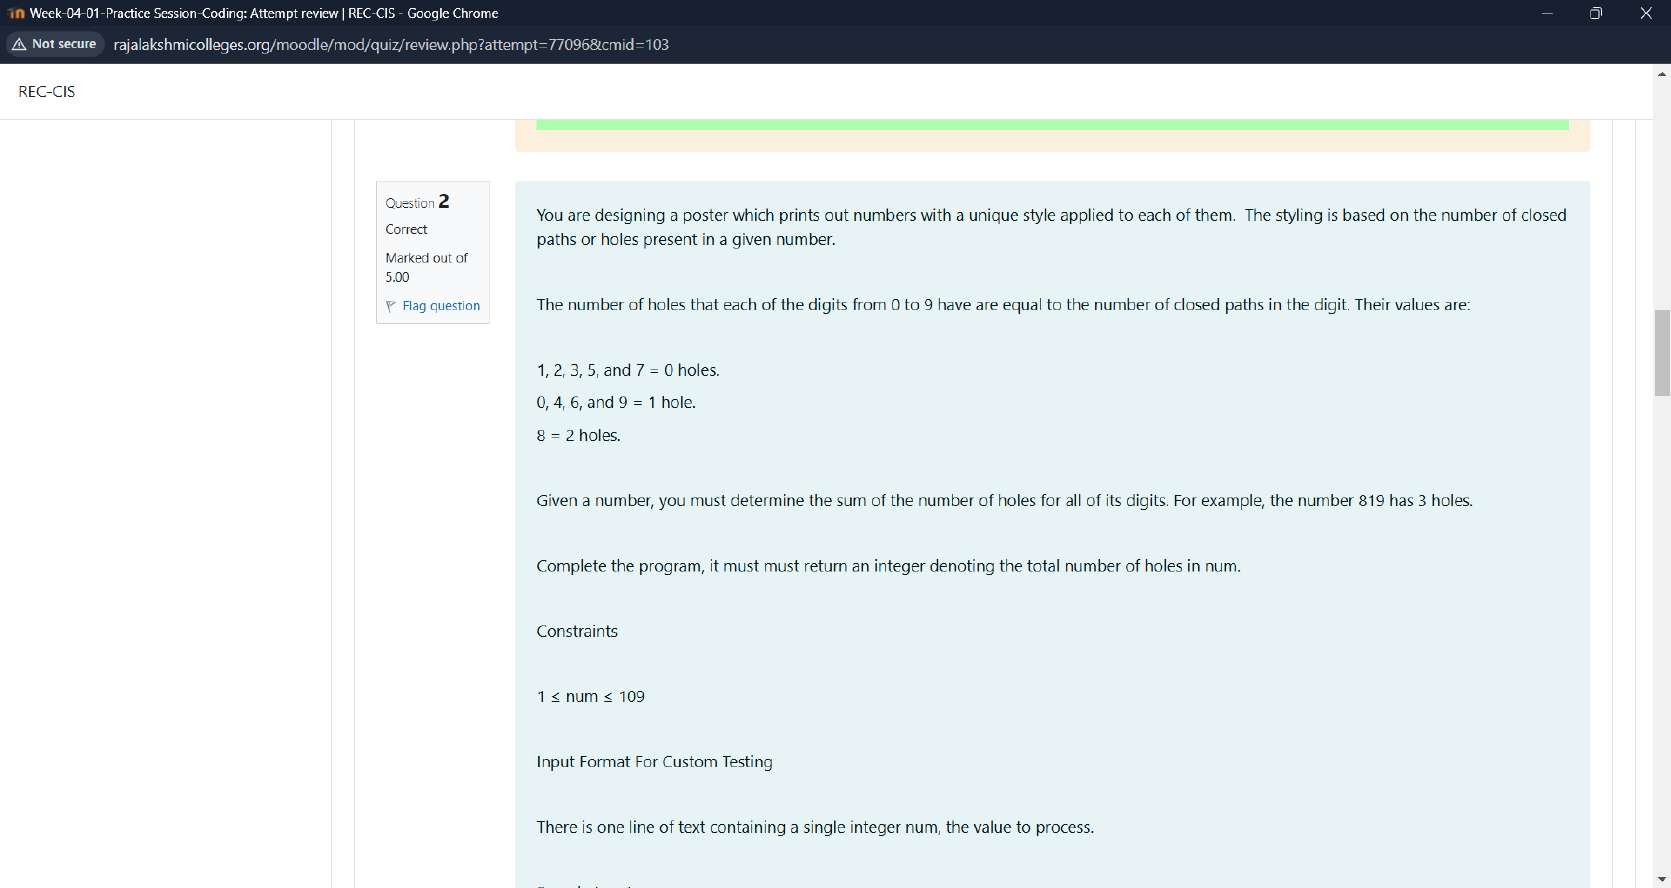 Week-04-01-Practice Session-Coding: Attempt review | REC-CIS - Google Chrome
Not secure rajalakshmicolleges.org/moodle/mod/quiz/review.php?attempt=77096&cmid=103
REC-CIS
Question 2
Correct
Marked out of
5.00
Flag question
You are designing a poster which prints out numbers with a unique style applied to each of them. The styling is based on the number of closed
paths or holes present in a given number.
The number of holes that each of the digits from 0 to 9 have are equal to the number of closed paths in the digit. Their values are:
1, 2, 3, 5, and 7 = 0 holes.
0, 4, 6, and 9 = 1 hole.
8 = 2 holes.
Given a number, you must determine the sum of the number of holes for all of its digits. For example, the number 819 has 3 holes.
Complete the program, it must must return an integer denoting the total number of holes in num.
Constraints
1 ≤ num ≤ 109
Input Format For Custom Testing
There is one line of text containing a single integer num, the value to process.